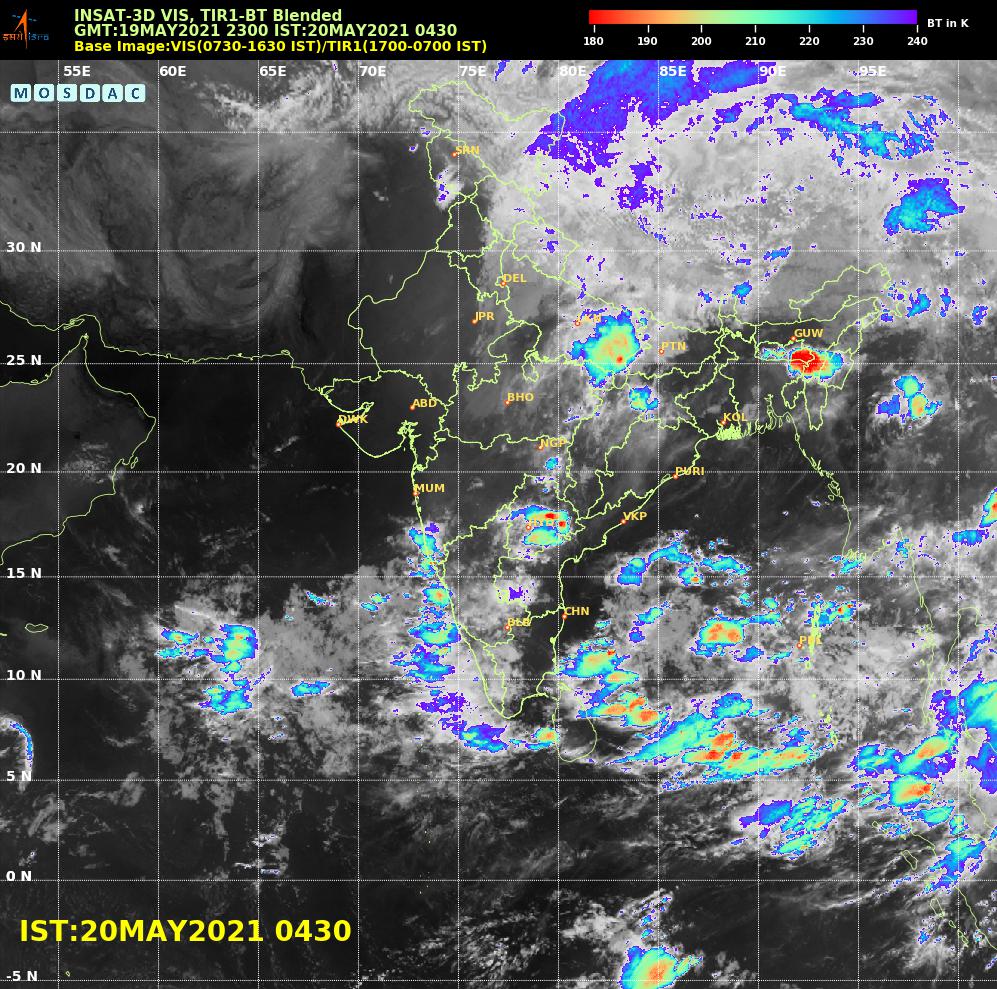 INSAT-3D VIS, TIR1-BT Blended
GMT:19MAY2021 2300 IST:20MAY2021 0430
Base Image:VIS(0730-1630 IST)/TIR1(1700-0700 IST)
BT in K
180 190 200 210 220 230 240
55E 60E 65E 70E 75E 80E 85E 90E 95E
MOSDAC
SRN
30 N
DEL
JPR
GUW
PTN
25 N
BHO
ABD
DWK
KOL
NGP
20 N
PURI
MUM
VKP
15 N
CHN
BLR
10 N
5 N
0 N
IST:20MAY2021 0430
-5 N